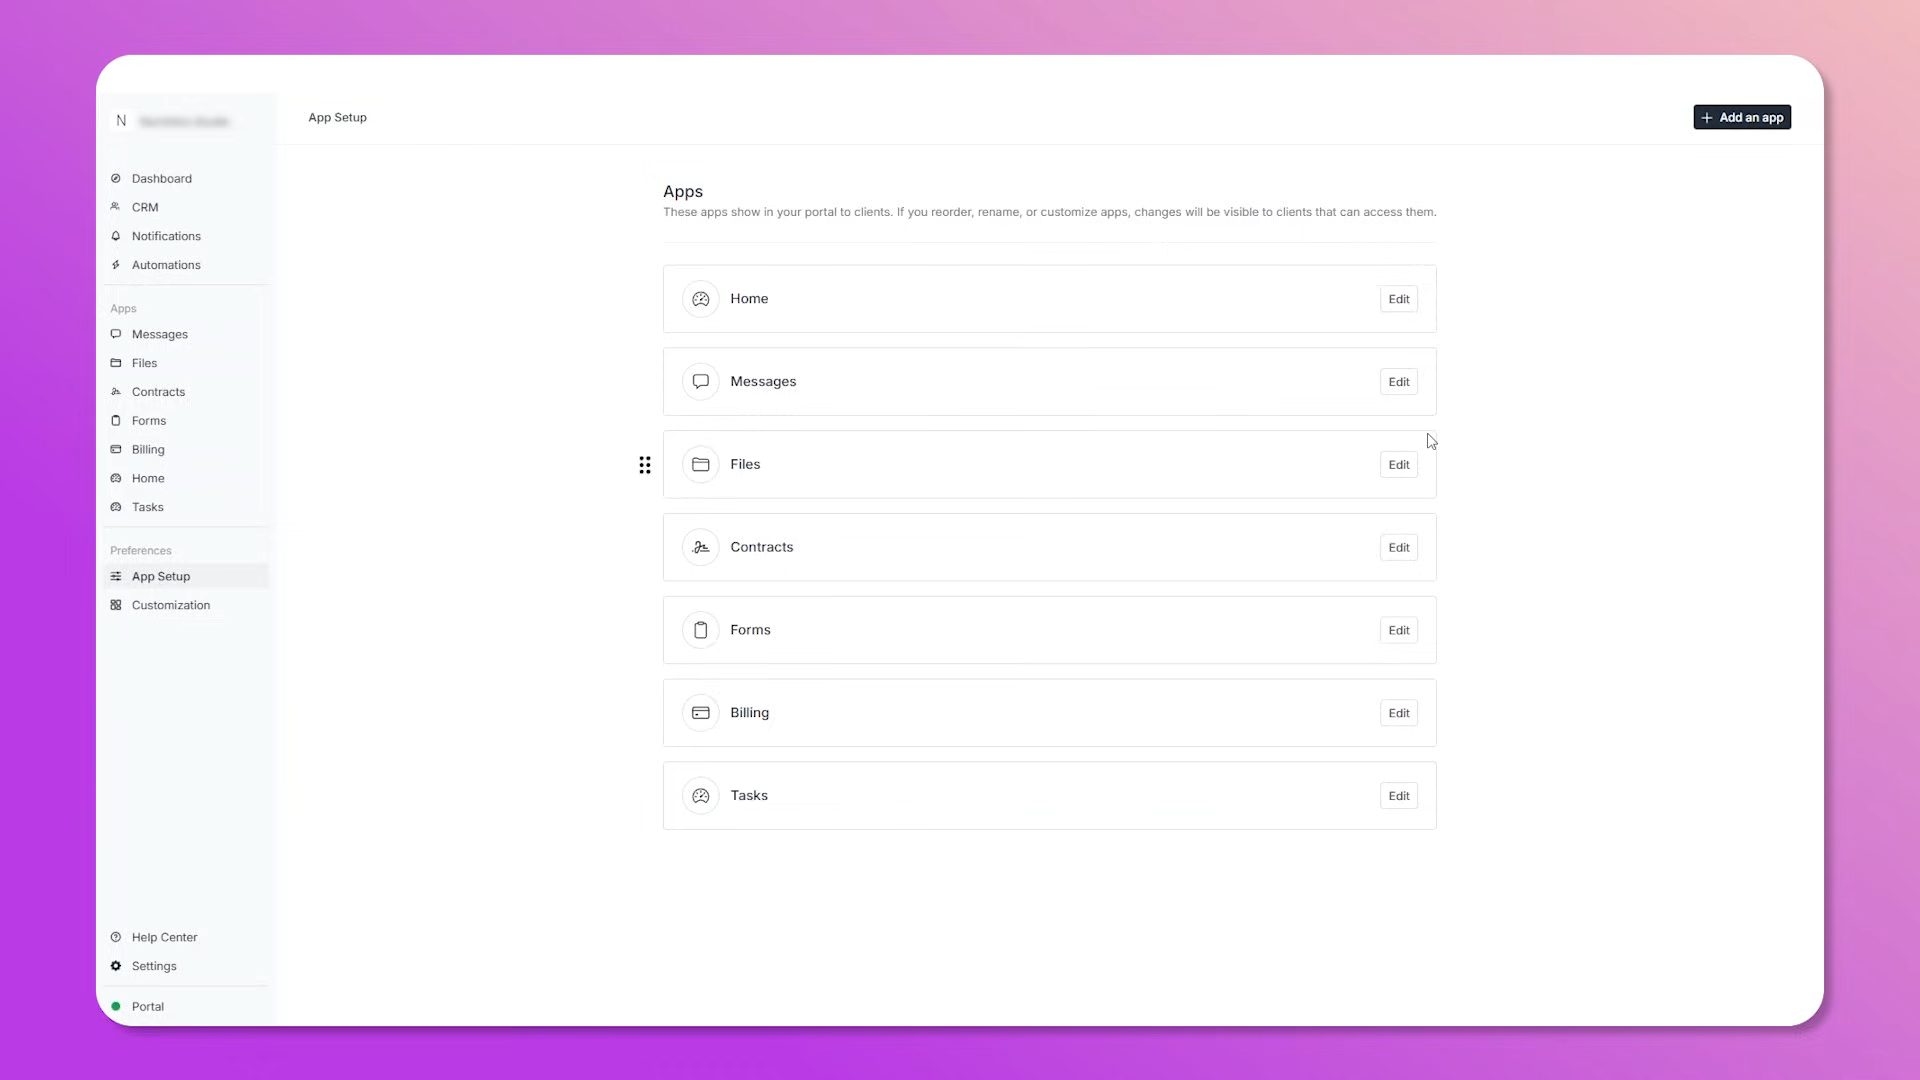 N
Dashboard
CRM
Notifications
Automations
Apps
Messages
Files
Contracts
Forms
Billing
Home
Tasks
Preferences
App Setup
Customization
Help Center
Settings
Portal
App Setup
+ Add an app
Apps
These apps show in your portal to clients. If you reorder, rename, or customize apps, changes will be visible to clients that can access them.
Home
Edit
Messages
Edit
Files
Edit
Contracts
Edit
Forms
Edit
Billing
Edit
Tasks
Edit